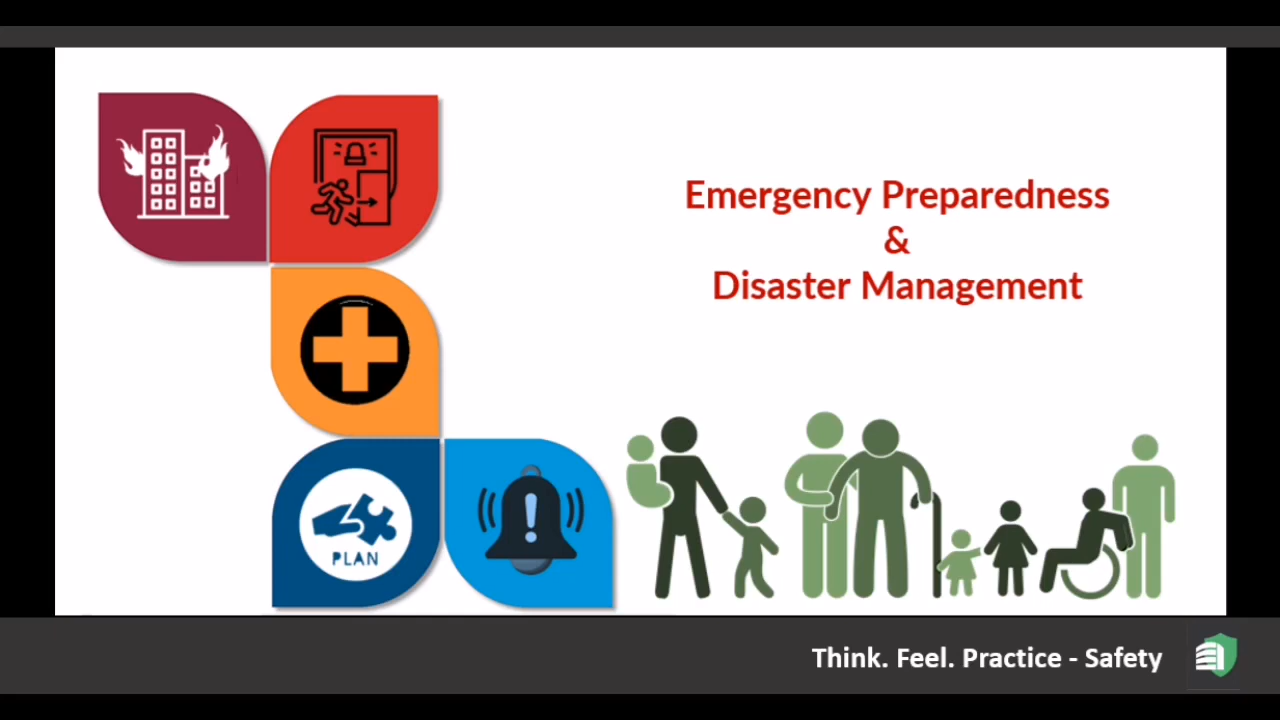 Emergency Preparedness
&
Disaster Management
PLAN
!
Think. Feel. Practice - Safety